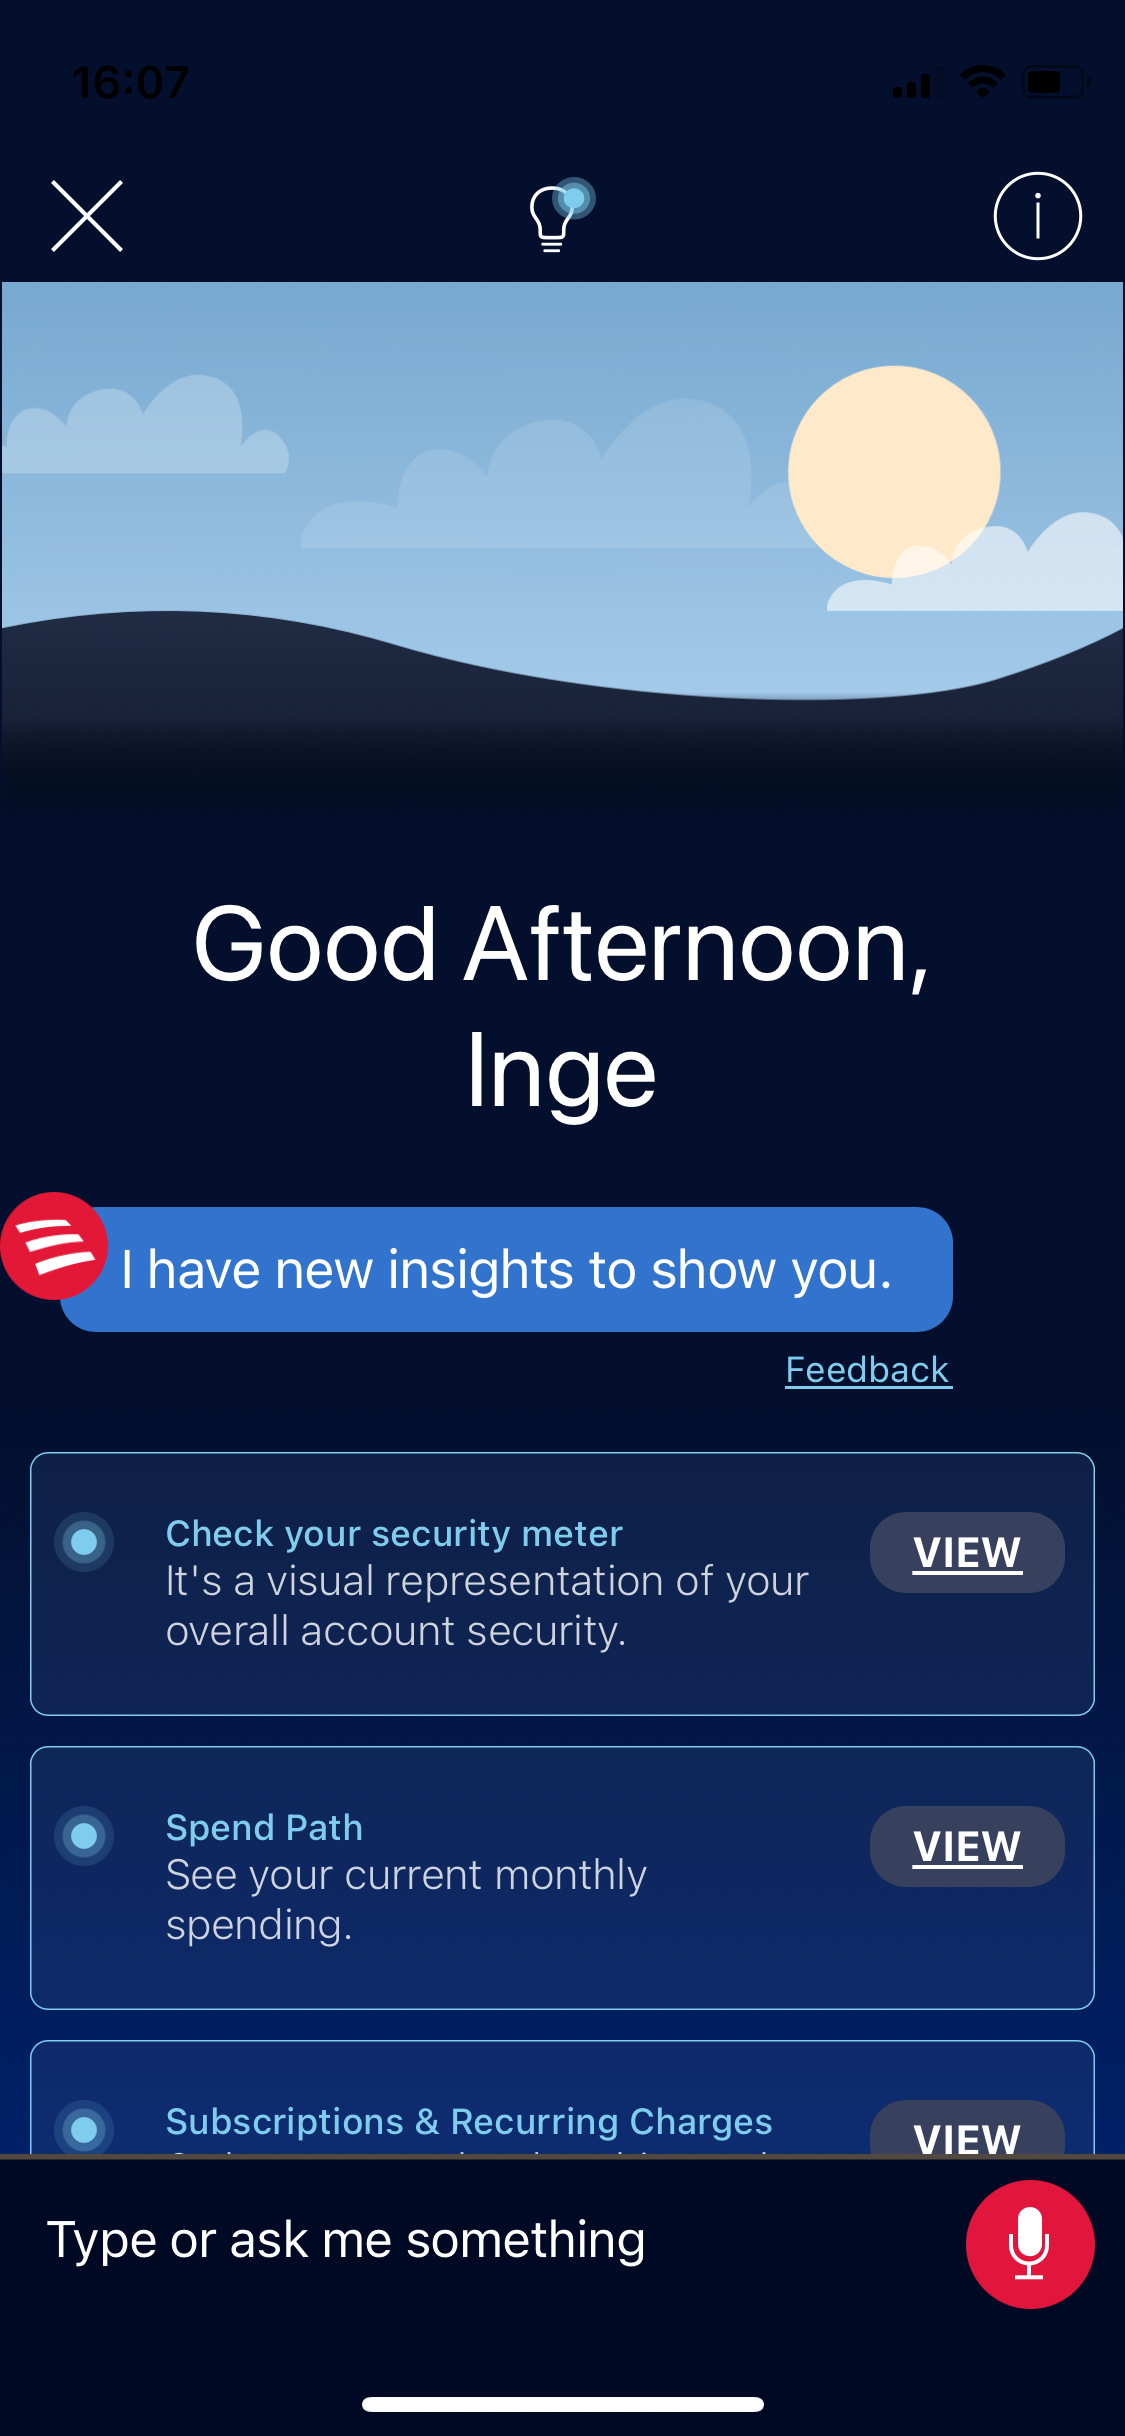 16:07
Good Afternoon,
Inge
I have new insights to show you.
Feedback
Check your security meter
It's a visual representation of your
overall account security.
VIEW
Spend Path
See your current monthly
spending.
VIEW
Subscriptions & Recurring Charges
VIEW
Type or ask me something